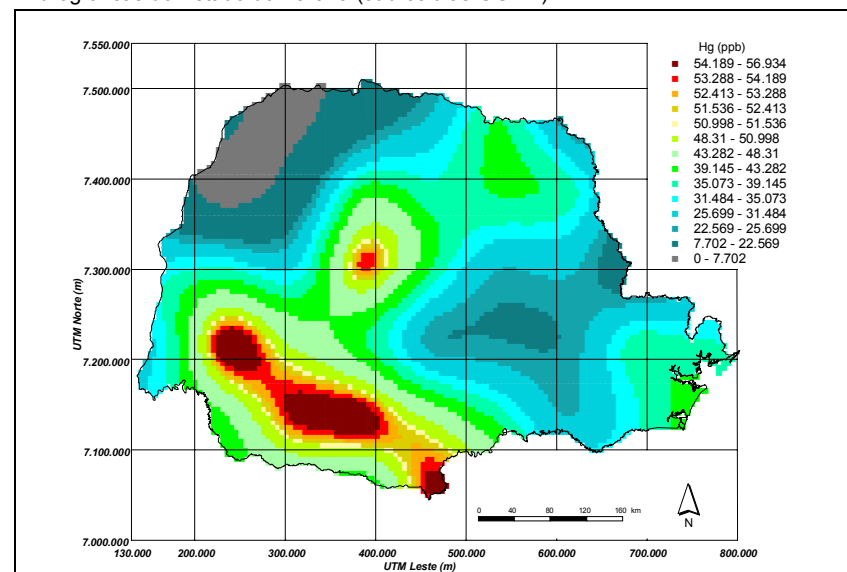 7.550.000
7.500.000
7.400.000
7.300.000
7.200.000
7.100.000
7.000.000
UTM Norte (m)
130.000 200.000 300.000 400.000 500.000 600.000 700.000 800.000
UTM Leste (m)
Hg (ppb)
54.189 - 56.934
53.288 - 54.189
52.413 - 53.288
51.536 - 52.413
50.998 - 51.536
48.31 - 50.998
43.282 - 48.31
39.145 - 43.282
35.073 - 39.145
31.484 - 35.073
25.699 - 31.484
22.569 - 25.699
7.702 - 22.569
0 - 7.702
0 40 80 120 160 km
N